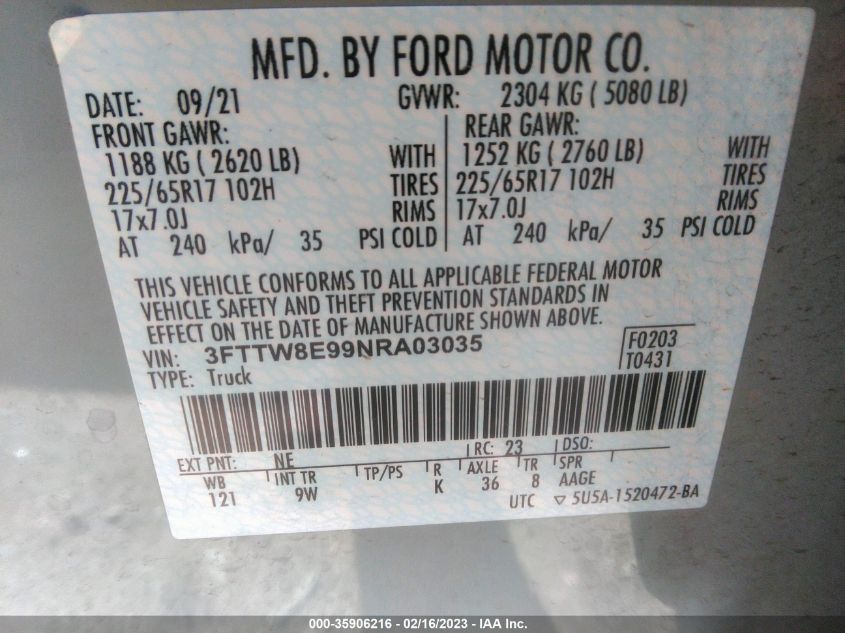 MFD. BY FORD MOTOR CO.
DATE: 09/21 GVWR: 2304 KG ( 5080 LB)
FRONT GAWR: REAR GAWR:
1188 KG ( 2620 LB) WITH 1252 KG ( 2760 LB) WITH
225/65R17 102H TIRES 225/65R17 102H TIRES
17x7.0J RIMS 17x7.0J RIMS
AT 240 kPa/ 35 PSI COLD AT 240 kPa/ 35 PSI COLD
THIS VEHICLE CONFORMS TO ALL APPLICABLE FEDERAL MOTOR
VEHICLE SAFETY AND THEFT PREVENTION STANDARDS IN
EFFECT ON THE DATE OF MANUFACTURE SHOWN ABOVE.
VIN: 3FTTW8E99NRA03035 F0203
TYPE: Truck T0431
EXT PNT: NE RC: 23 DSO:
WB INT TR TP/PS R AXLE TR SPR
121 9W K 36 8 AAGE
UTC ▽ 5U5A-1520472-BA
000-35906216 - 02/16/2023 - IAA Inc.